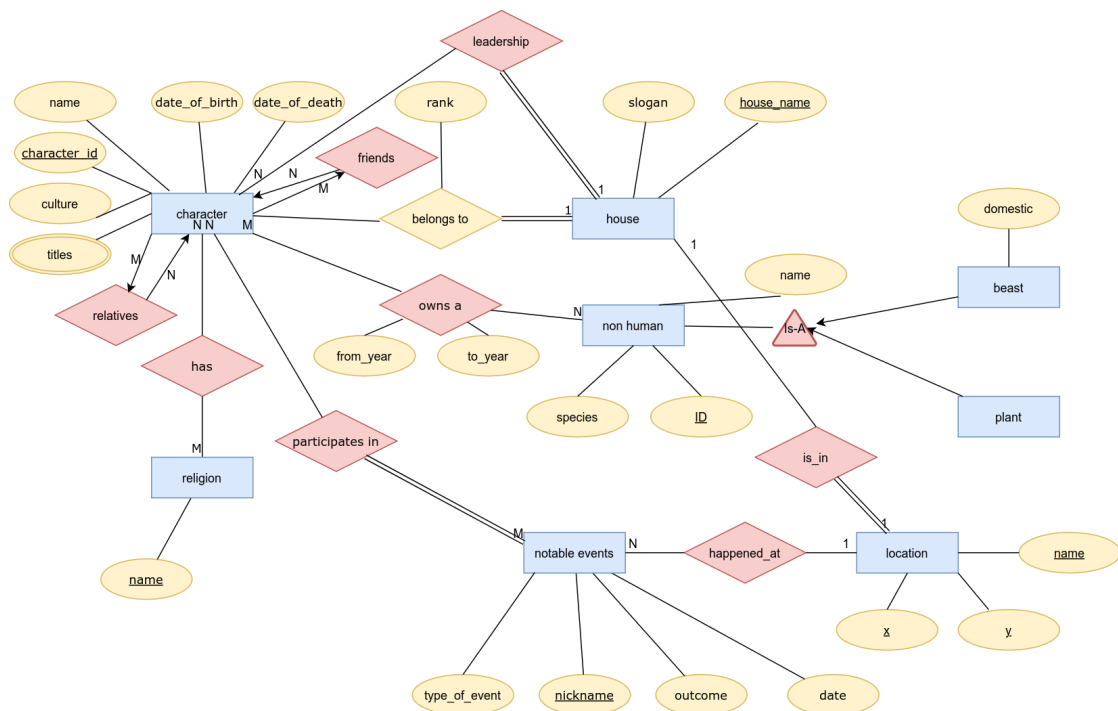 leadership
name
date_of_birth
date_of_death
rank
slogan
house_name
character_id
friends
N
N
M
culture
character
belongs to
house
1
1
domestic
titles
N N
M
M
N
1
name
beast
relatives
owns a
N
non human
Is-A
from_year
to_year
has
species
ID
plant
participates in
is_in
M
religion
M
1
notable events
N
happened_at
1
location
name
name
x
y
type_of_event
nickname
outcome
date